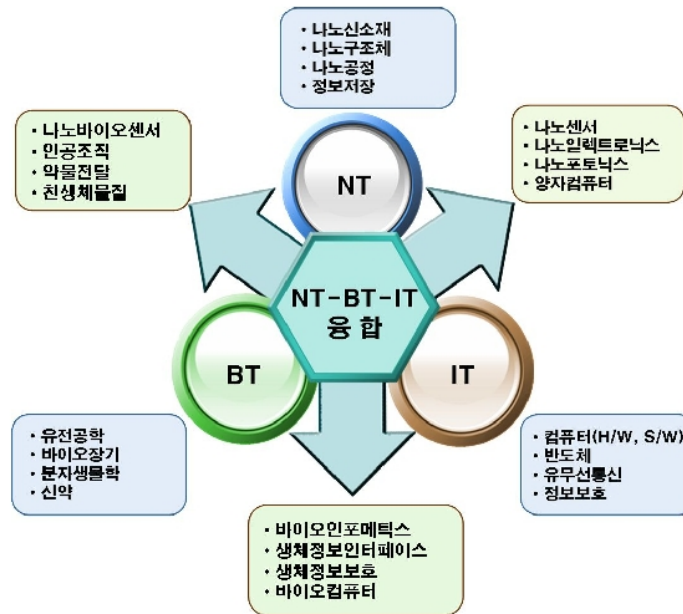 • 나노신소재
• 나노구조체
• 나노공정
• 정보저장
• 나노바이오센서
• 인공조직
• 약물전달
• 친생체물질
• 나노센서
• 나노일렉트로닉스
• 나노포토닉스
• 양자컴퓨터
NT
NT-BT-IT
융 합
BT
IT
• 유전공학
• 바이오장기
• 분자생물학
• 신약
• 컴퓨터(H/W, S/W)
• 반도체
• 유무선통신
• 정보보호
• 바이오인포메틱스
• 생체정보인터페이스
• 생체정보보호
• 바이오컴퓨터